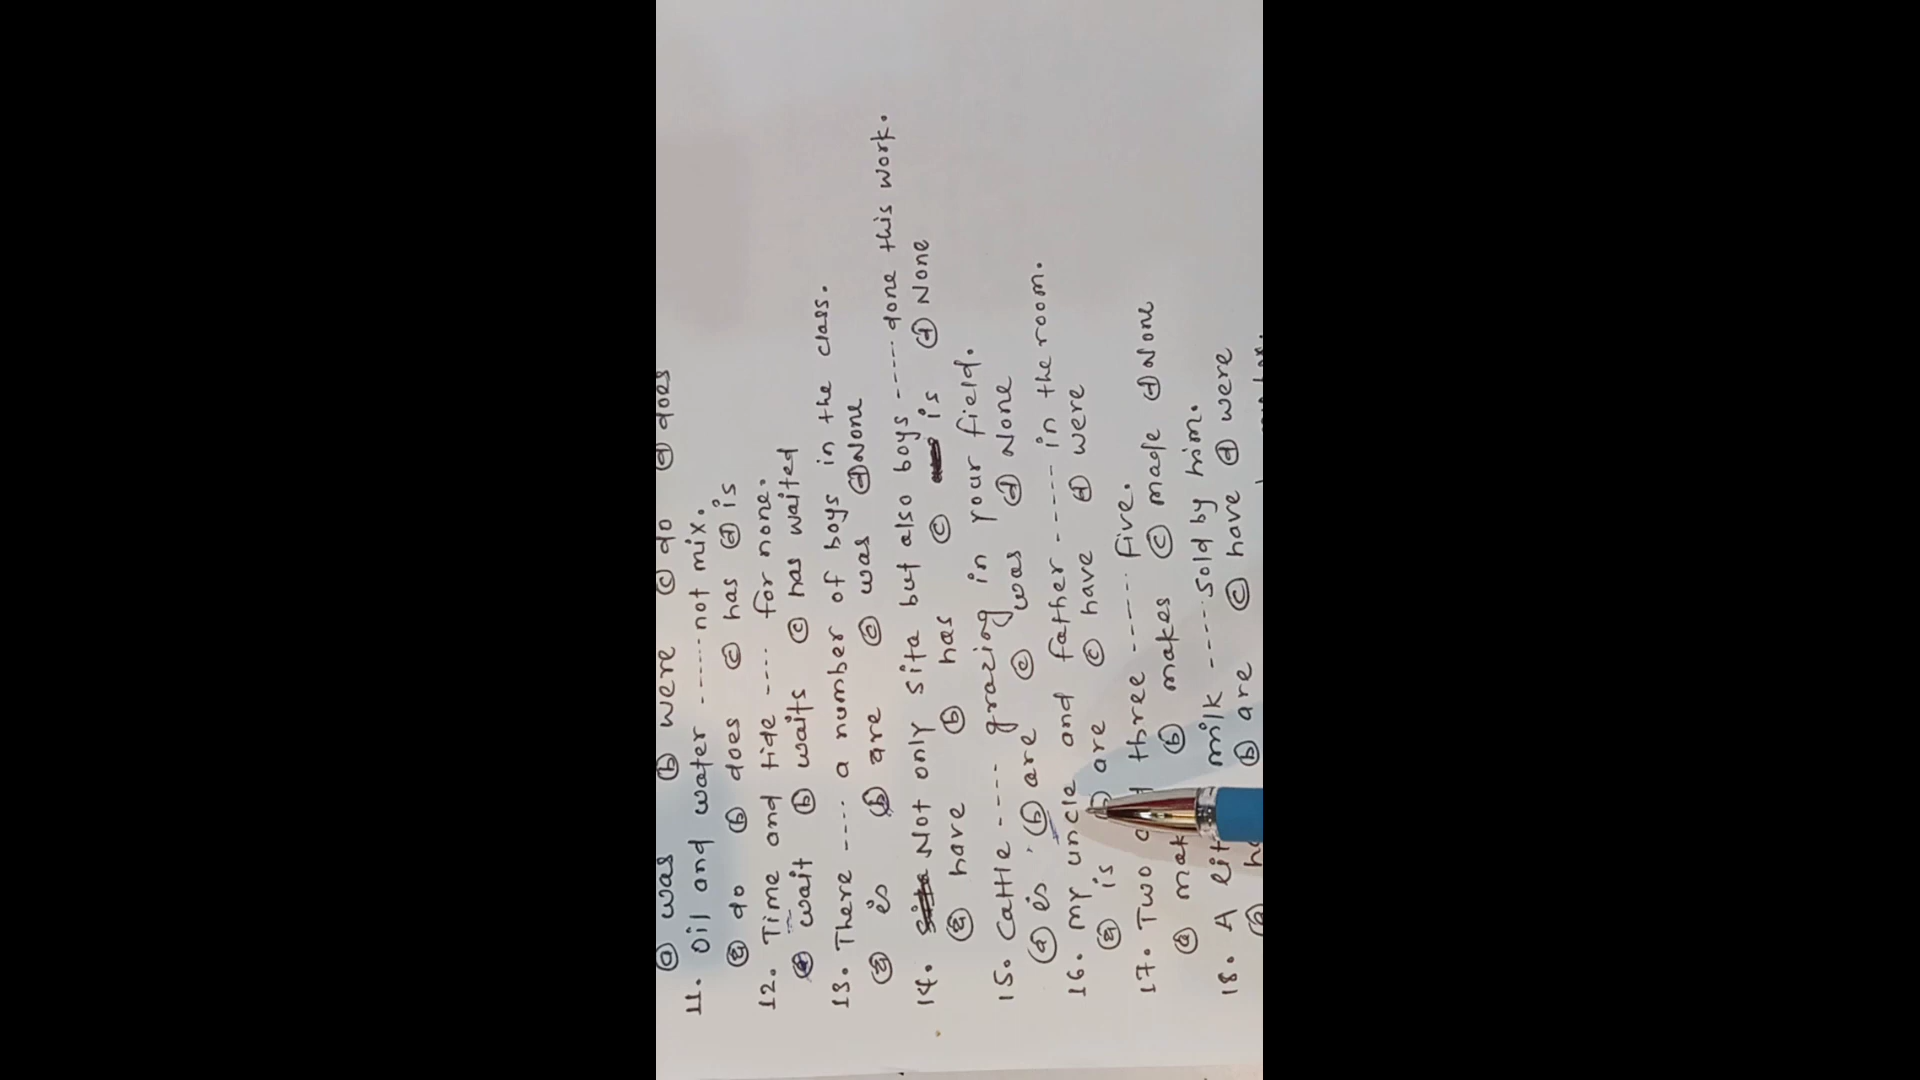 ⓐ was ⓑ were ⓒ do ⓓ does
11. Oil and water ------ not mix.
ⓐ do ⓑ does ⓒ has ⓓ is
12. Time and tide ---- for none.
ⓐ wait ⓑ waits ⓒ has waited
13. There ---- a number of boys in the class.
ⓐ is ⓑ are ⓒ was ⓓ None
14. Not only sita but also boys ----- done this work.
ⓐ have ⓑ has ⓒ is ⓓ None
15. Cattle ---- grazing in your field.
ⓐ is ⓑ are ⓒ was ⓓ None
16. my uncle and father ----- in the room.
ⓐ is are ⓒ have ⓓ were
17. Two three ------ five.
ⓐ ⓑ makes ⓒ made ⓓ None
18. A milk ----- sold by him.
ⓐ ⓑ are ⓒ have ⓓ were